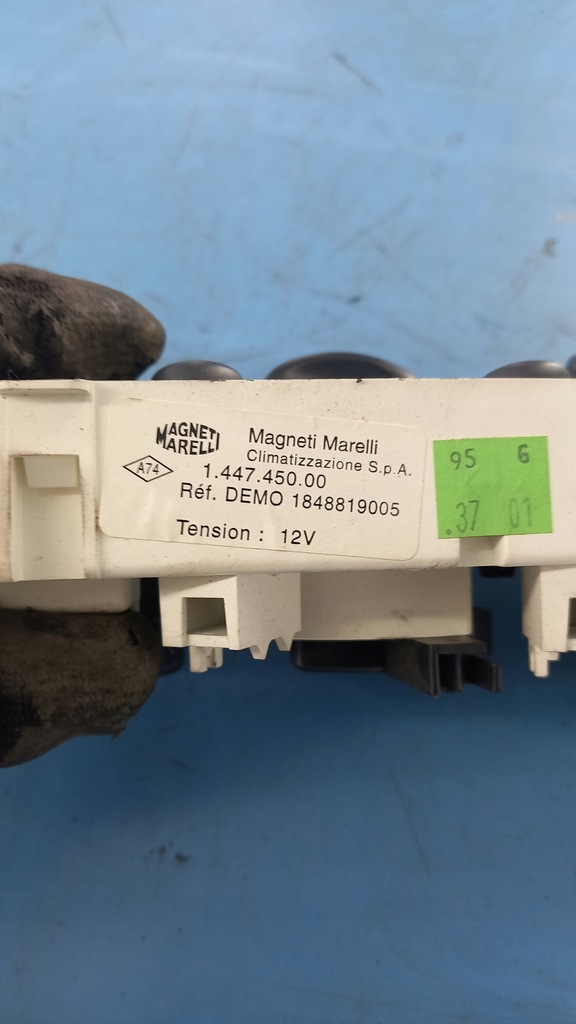 MAGNETI
MARELLI
Magneti Marelli
Climatizzazione S.p.A.
A74
1.447.450.00
Réf. DEMO 1848819005
Tension : 12V
95 6
.37 01